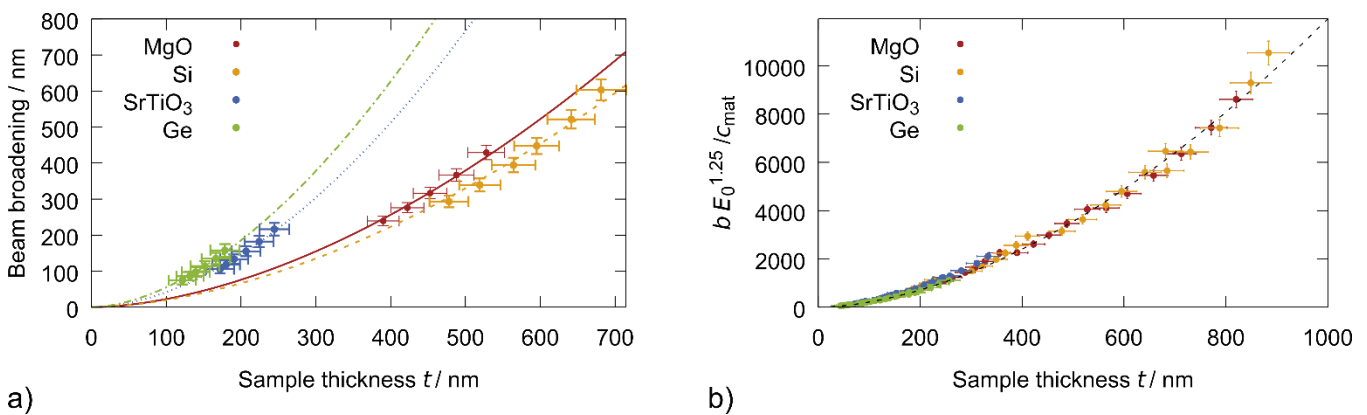 800
700
600
500
400
300
200
100
0
Beam broadening / nm
MgO
Si
SrTiO3
Ge
0 100 200 300 400 500 600 700
Sample thickness t / nm
a)
10000
8000
6000
4000
2000
0
b E0^1.25 /cmat
MgO
Si
SrTiO3
Ge
0 200 400 600 800 1000
Sample thickness t / nm
b)